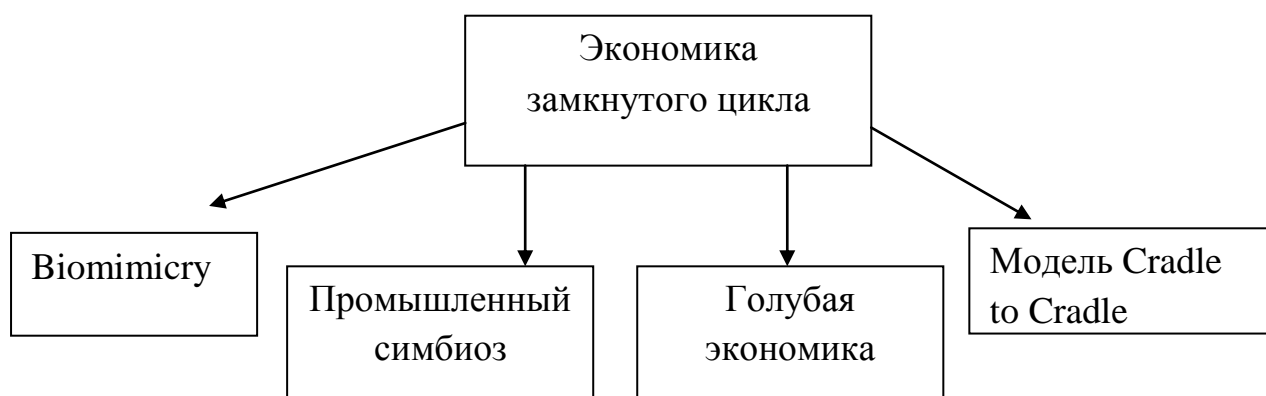 Экономика
замкнутого цикла
Biomimicry
Промышленный
симбиоз
Голубая
экономика
Модель Cradle
to Cradle